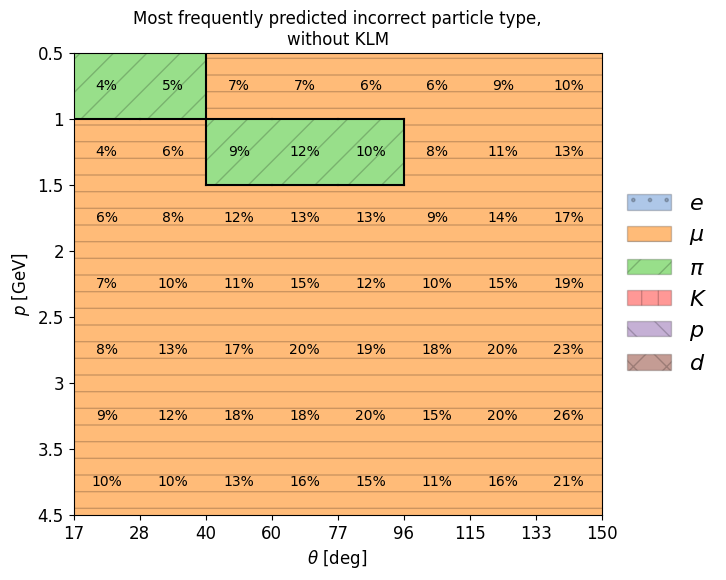 Most frequently predicted incorrect particle type,
without KLM
0.5
4% 5% 7% 7% 6% 6% 9% 10%
1
4% 6% 9% 12% 10% 8% 11% 13%
1.5
6% 8% 12% 13% 13% 9% 14% 17%
2
7% 10% 11% 15% 12% 10% 15% 19%
2.5
8% 13% 17% 20% 19% 18% 20% 23%
3
9% 12% 18% 18% 20% 15% 20% 26%
3.5
10% 10% 13% 16% 15% 11% 16% 21%
4
4.5
p [GeV]
17 28 40 60 77 96 115 133 150
θ [deg]
e
μ
π
K
p
d